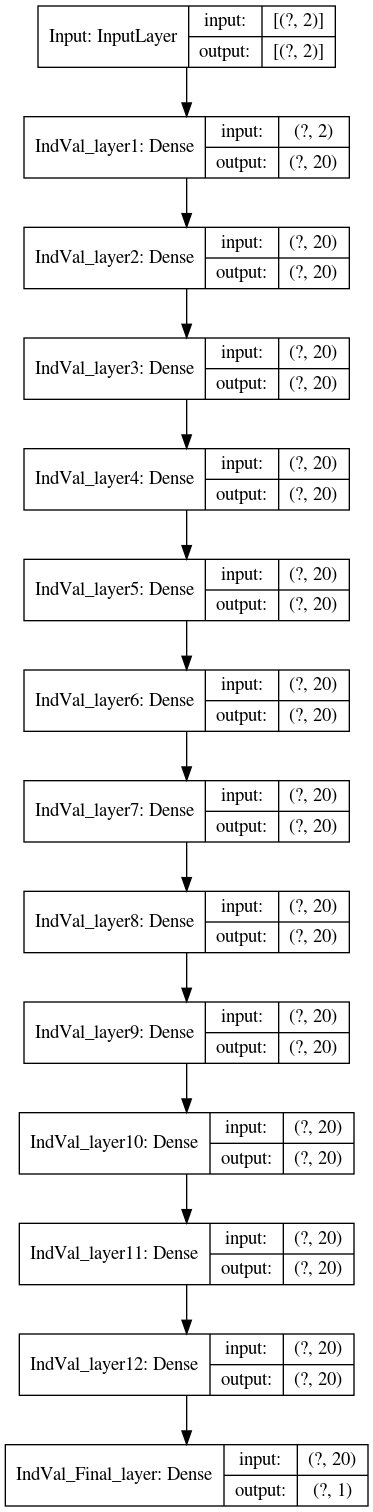 Input: InputLayer
input: [(?, 2)]
output: [(?, 2)]
IndVal_layer1: Dense
input: (?, 2)
output: (?, 20)
IndVal_layer2: Dense
input: (?, 20)
output: (?, 20)
IndVal_layer3: Dense
input: (?, 20)
output: (?, 20)
IndVal_layer4: Dense
input: (?, 20)
output: (?, 20)
IndVal_layer5: Dense
input: (?, 20)
output: (?, 20)
IndVal_layer6: Dense
input: (?, 20)
output: (?, 20)
IndVal_layer7: Dense
input: (?, 20)
output: (?, 20)
IndVal_layer8: Dense
input: (?, 20)
output: (?, 20)
IndVal_layer9: Dense
input: (?, 20)
output: (?, 20)
IndVal_layer10: Dense
input: (?, 20)
output: (?, 20)
IndVal_layer11: Dense
input: (?, 20)
output: (?, 20)
IndVal_layer12: Dense
input: (?, 20)
output: (?, 20)
IndVal_Final_layer: Dense
input: (?, 20)
output: (?, 1)